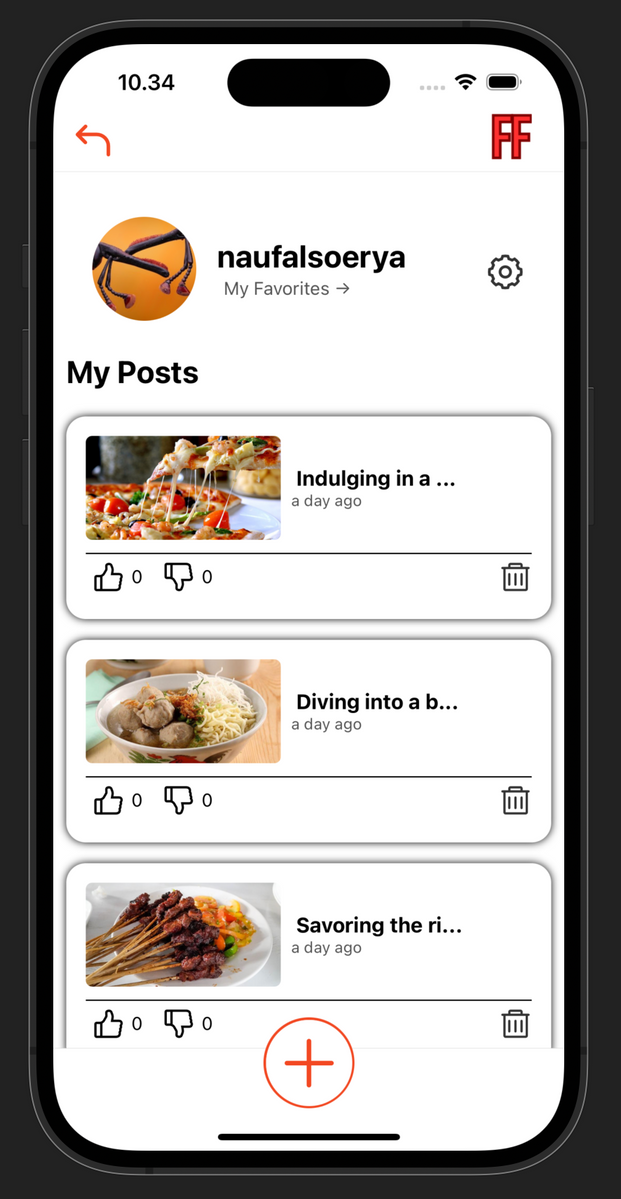 10.34
FF
naufalsoerya
My Favorites →
My Posts
Indulging in a ...
a day ago
0 0
Diving into a b...
a day ago
0 0
Savoring the ri...
a day ago
0 0